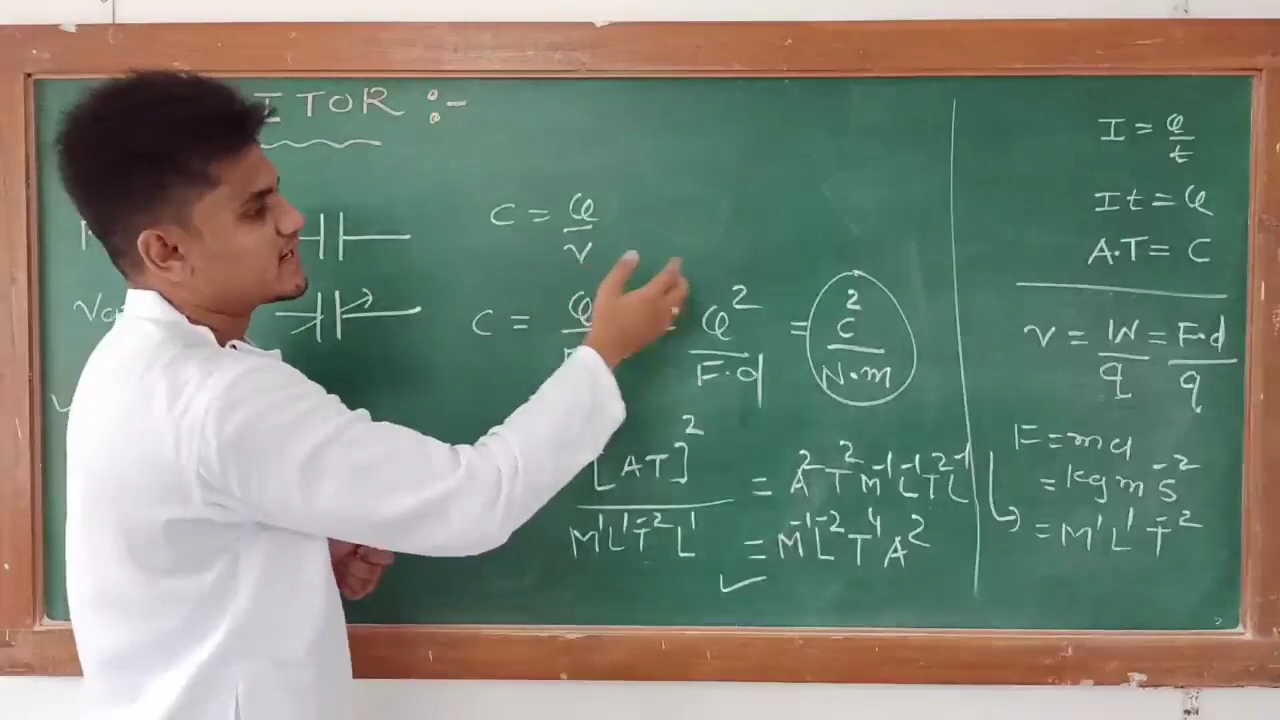 ITOR :-
C = Q/V
C = Q = Q²/F·d = C²/N·m
[AT]²/M¹L¹T⁻²L¹ = A²T²M⁻¹L⁻¹T²L⁻¹
= M⁻¹L⁻²T⁴A²
I = Q/t
It = Q
A·T = C
V = W/q = F·d/q
F = ma
= kg m s⁻²
= M¹L¹T⁻²